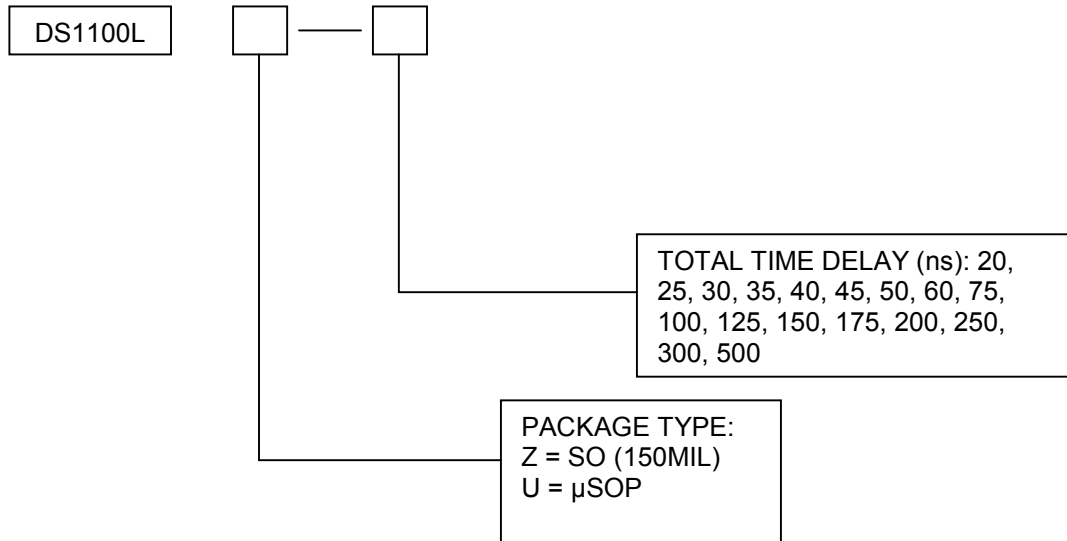 DS1100L
TOTAL TIME DELAY (ns): 20,
25, 30, 35, 40, 45, 50, 60, 75,
100, 125, 150, 175, 200, 250,
300, 500
PACKAGE TYPE:
Z = SO (150MIL)
U = µSOP